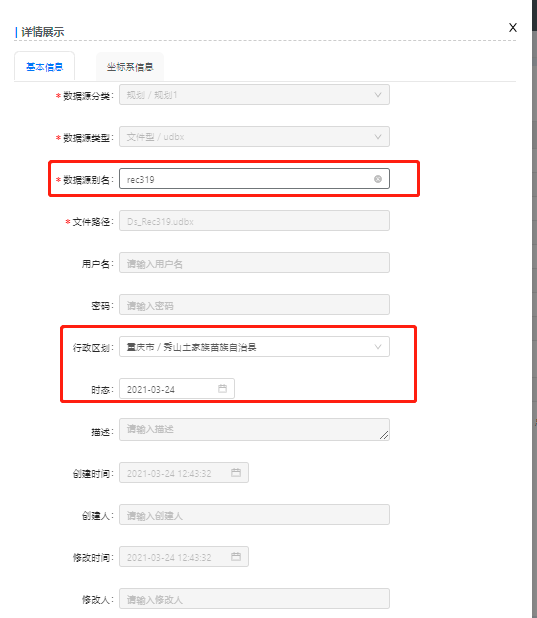 详情展示
X
基本信息
坐标系信息
* 数据源分类: 规划 / 规划1
* 数据源类型: 文件型 / udbx
* 数据源别名: rec319
* 文件路径: Ds_Rec319.udbx
用户名: 请输入用户名
密码: 请输入密码
行政区划: 重庆市 / 秀山土家族苗族自治县
时态: 2021-03-24
描述: 请输入描述
创建时间: 2021-03-24 12:43:32
创建人: 请输入创建人
修改时间: 2021-03-24 12:43:32
修改人: 请输入修改人